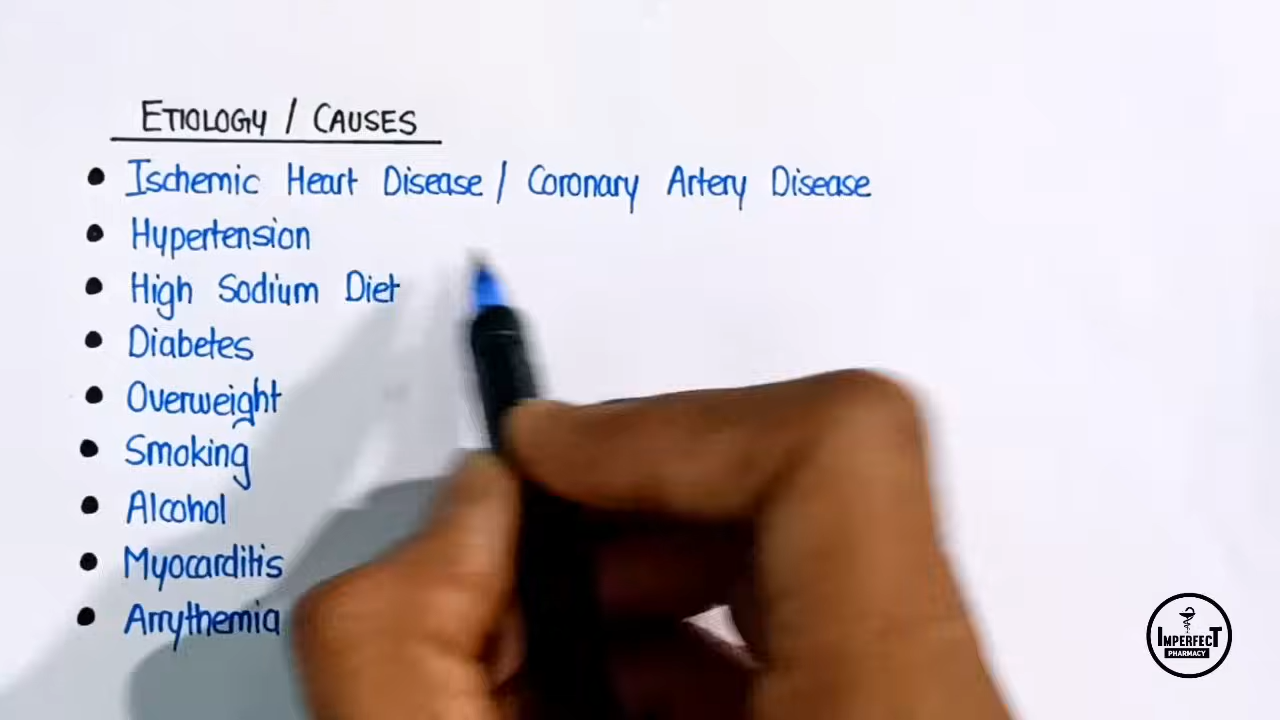 ETIOLOGY / CAUSES
• Ischemic Heart Disease / Coronary Artery Disease
• Hypertension
• High Sodium Diet
• Diabetes
• Overweight
• Smoking
• Alcohol
• Myocarditis
• Arrythemia
IMPERFECT
PHARMACY